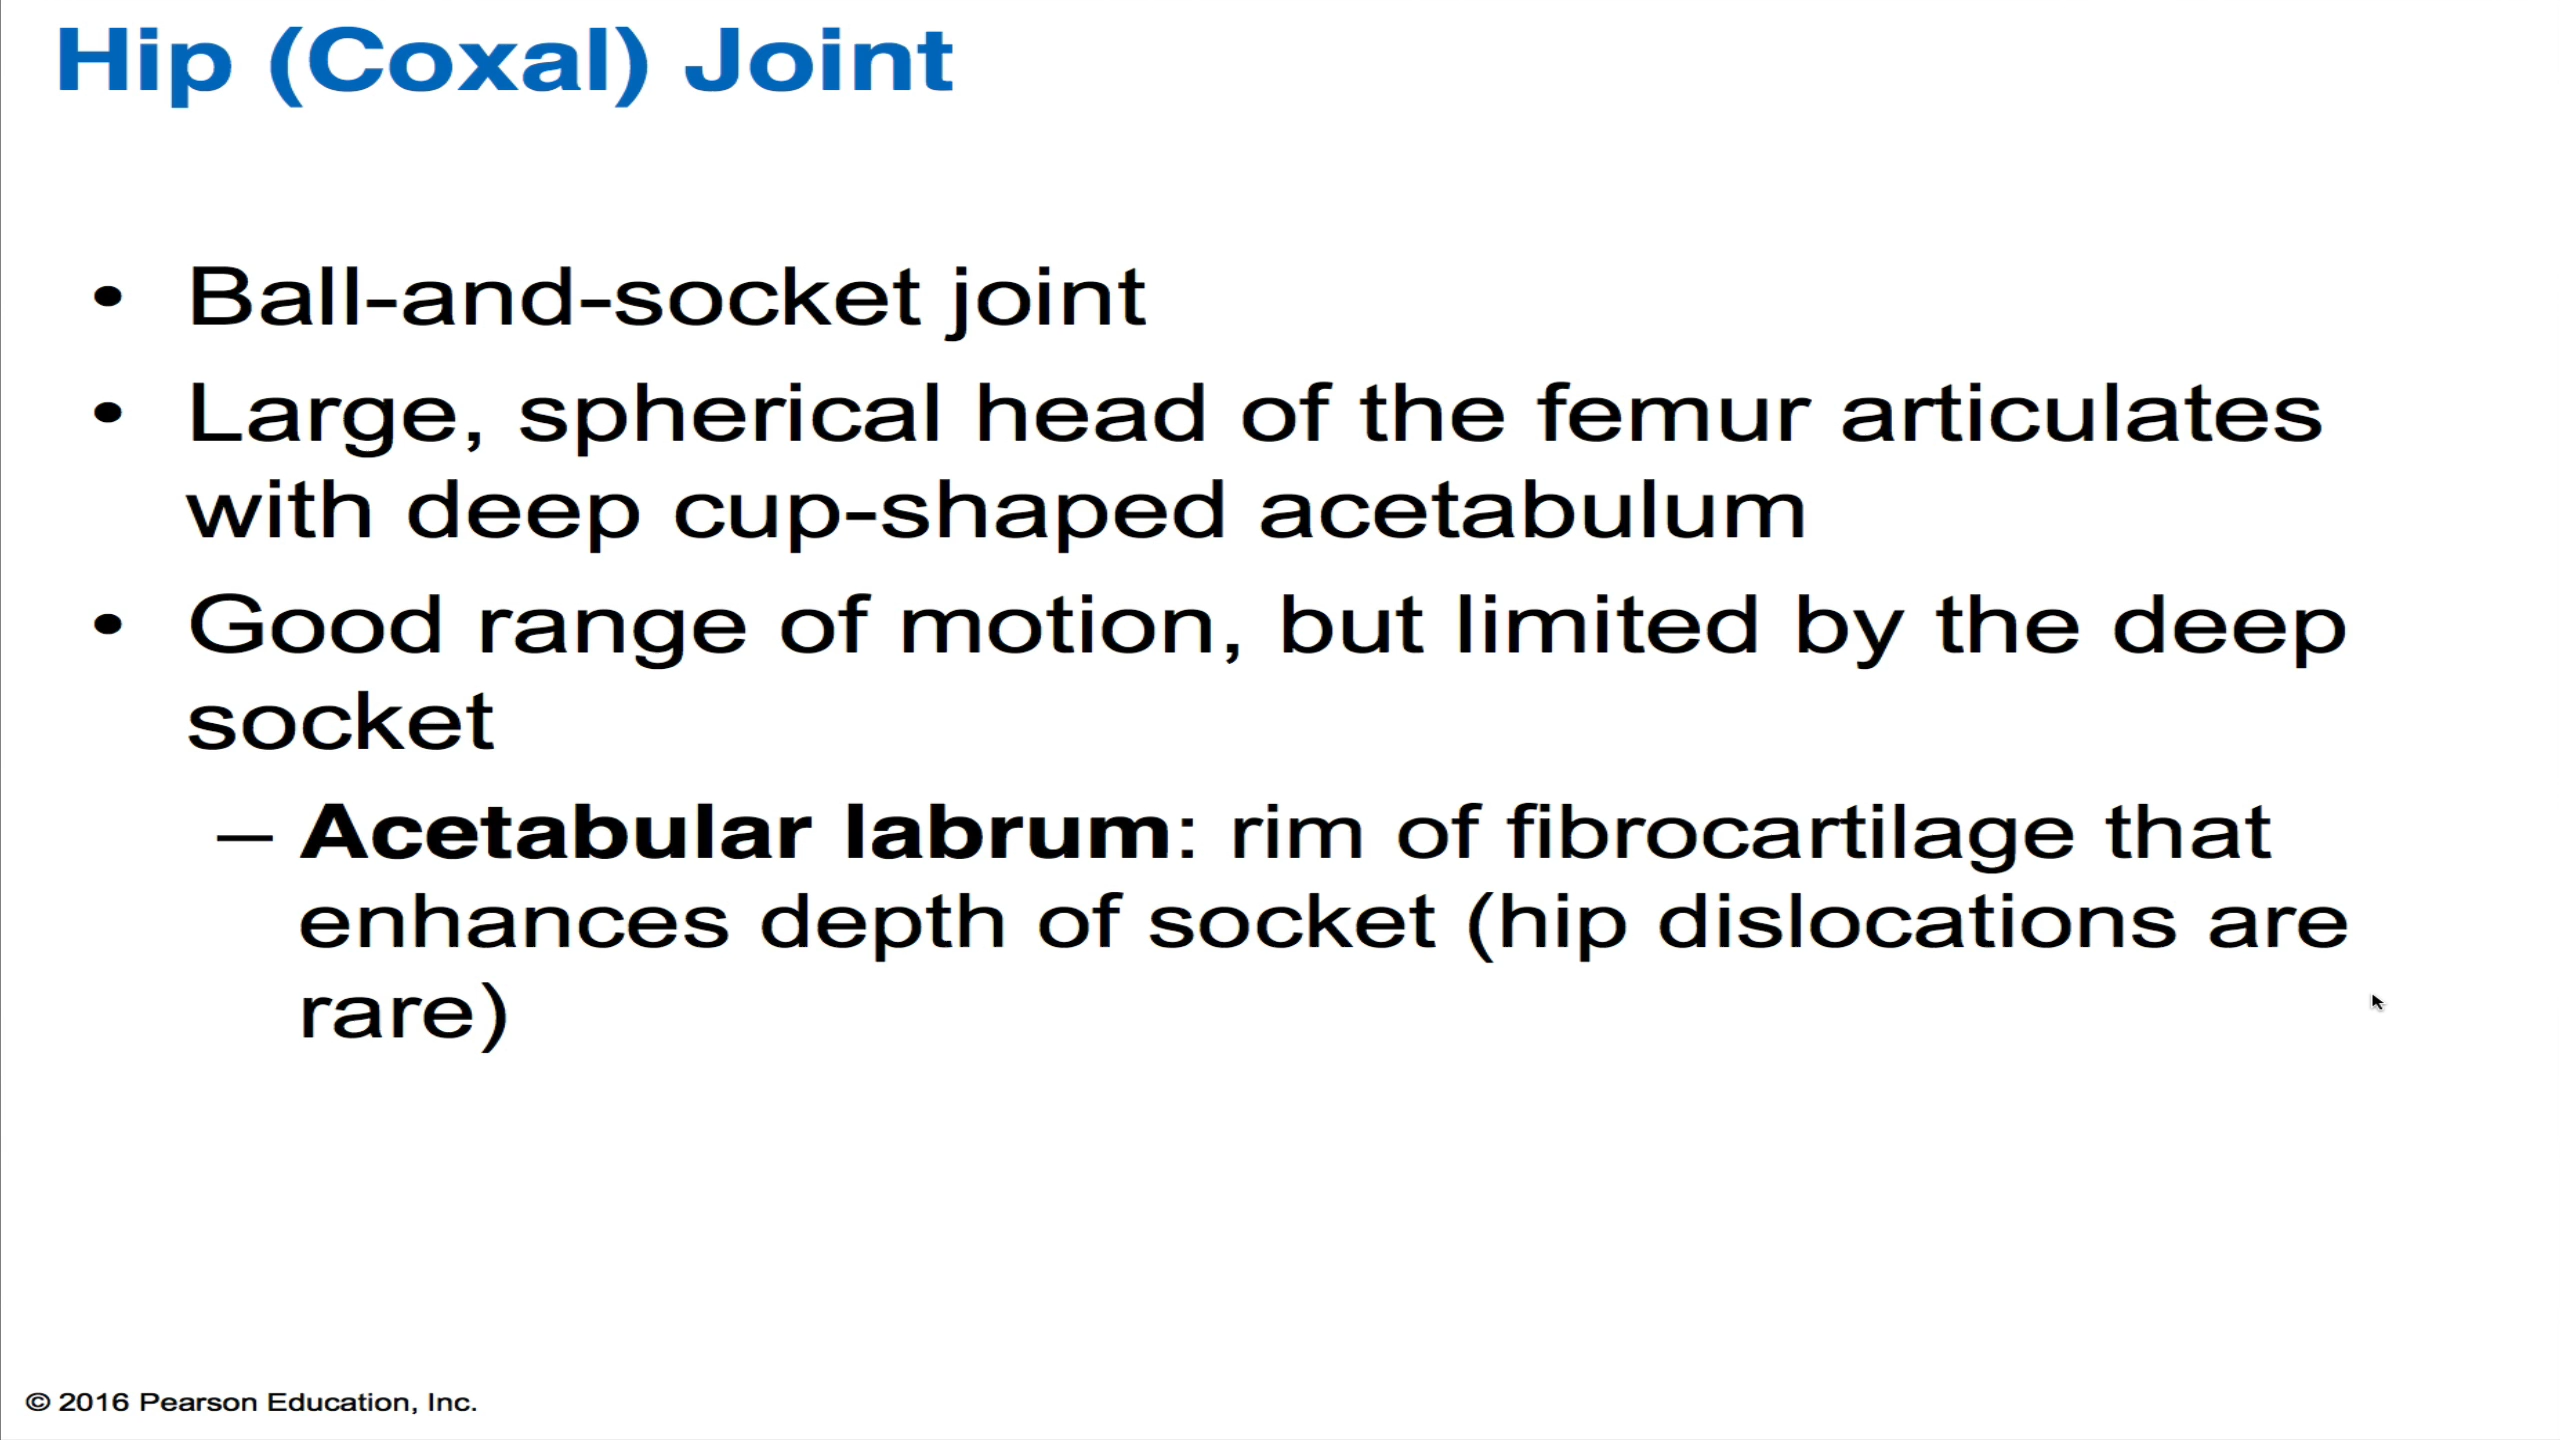 Hip (Coxal) Joint
• Ball-and-socket joint
• Large, spherical head of the femur articulates
with deep cup-shaped acetabulum
• Good range of motion, but limited by the deep
socket
– Acetabular labrum: rim of fibrocartilage that
enhances depth of socket (hip dislocations are
rare)
© 2016 Pearson Education, Inc.